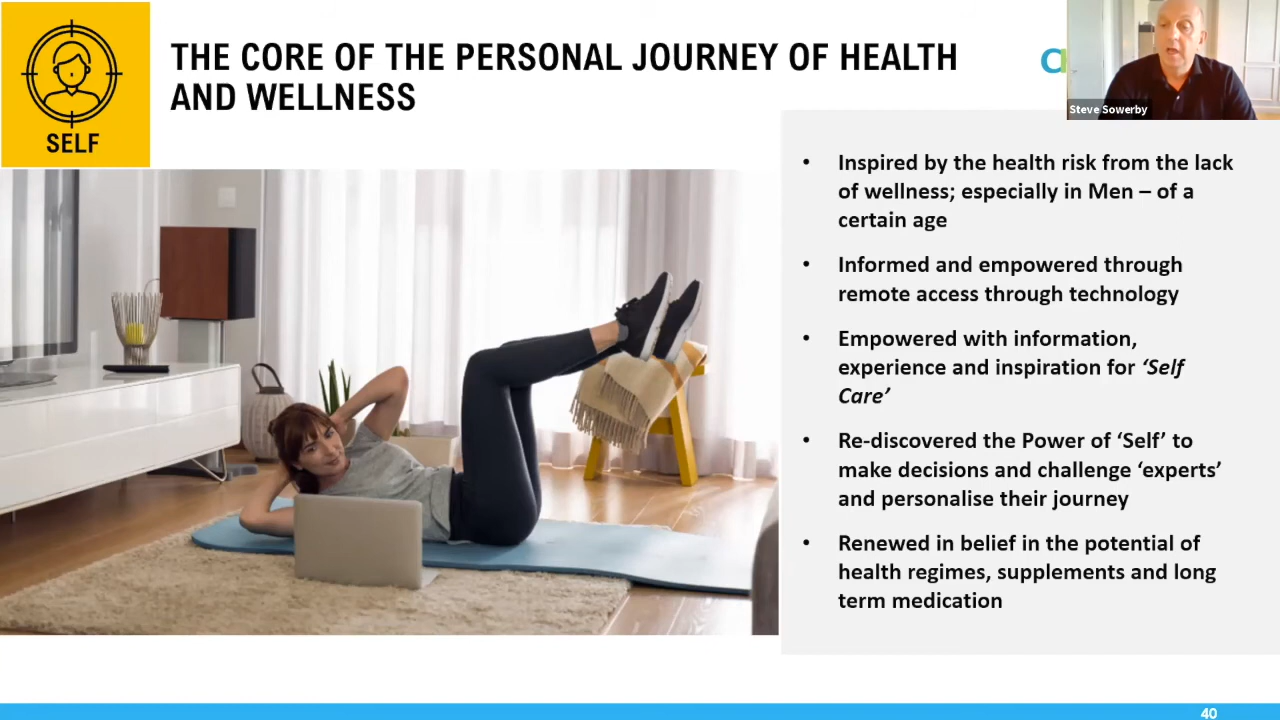 SELF
THE CORE OF THE PERSONAL JOURNEY OF HEALTH
AND WELLNESS
Steve Sowerby
• Inspired by the health risk from the lack
of wellness; especially in Men – of a
certain age
• Informed and empowered through
remote access through technology
• Empowered with information,
experience and inspiration for ‘Self
Care’
• Re-discovered the Power of ‘Self’ to
make decisions and challenge ‘experts’
and personalise their journey
• Renewed in belief in the potential of
health regimes, supplements and long
term medication
40